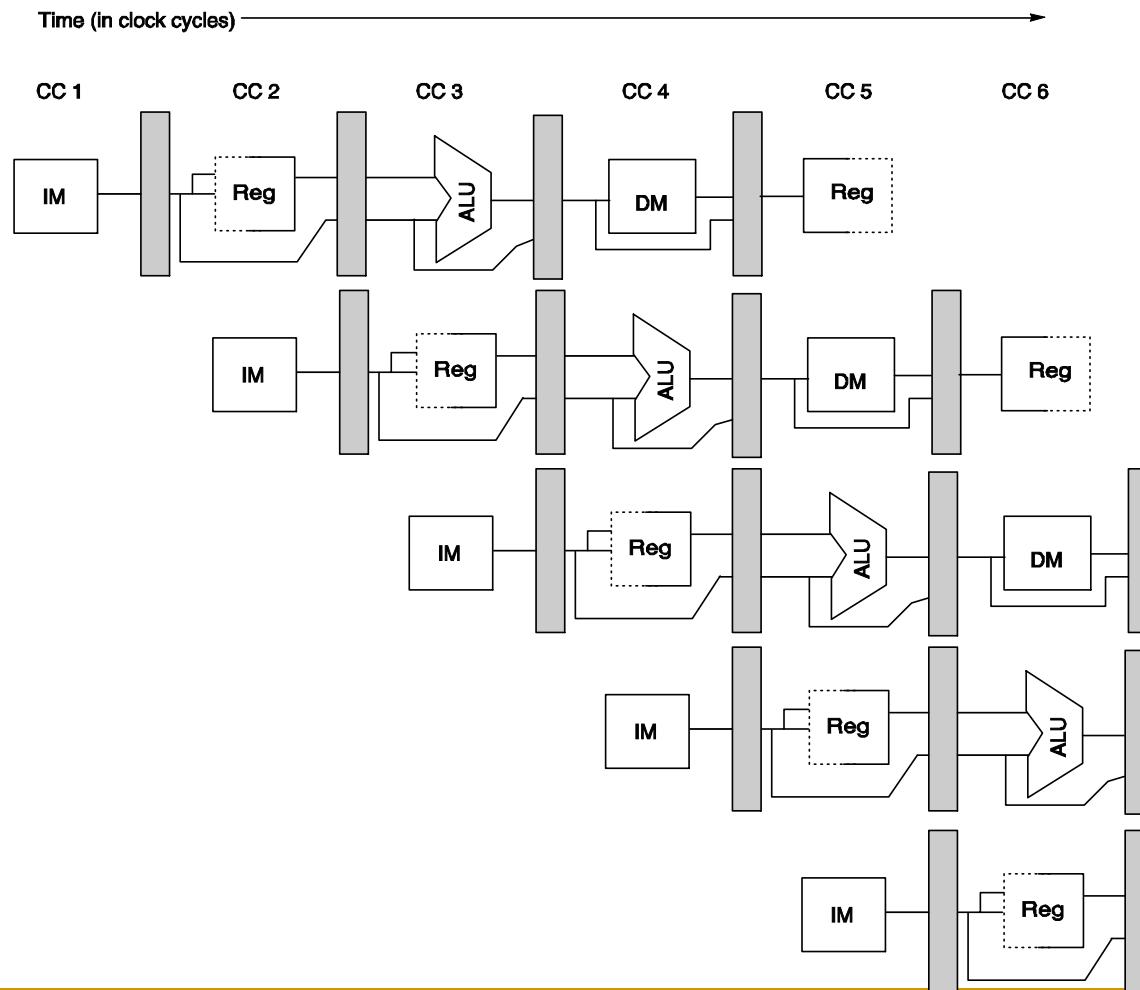 Time (in clock cycles)
CC 1 CC 2 CC 3 CC 4 CC 5 CC 6
IM Reg ALU DM Reg
IM Reg ALU DM Reg
IM Reg ALU DM
IM Reg ALU
IM Reg